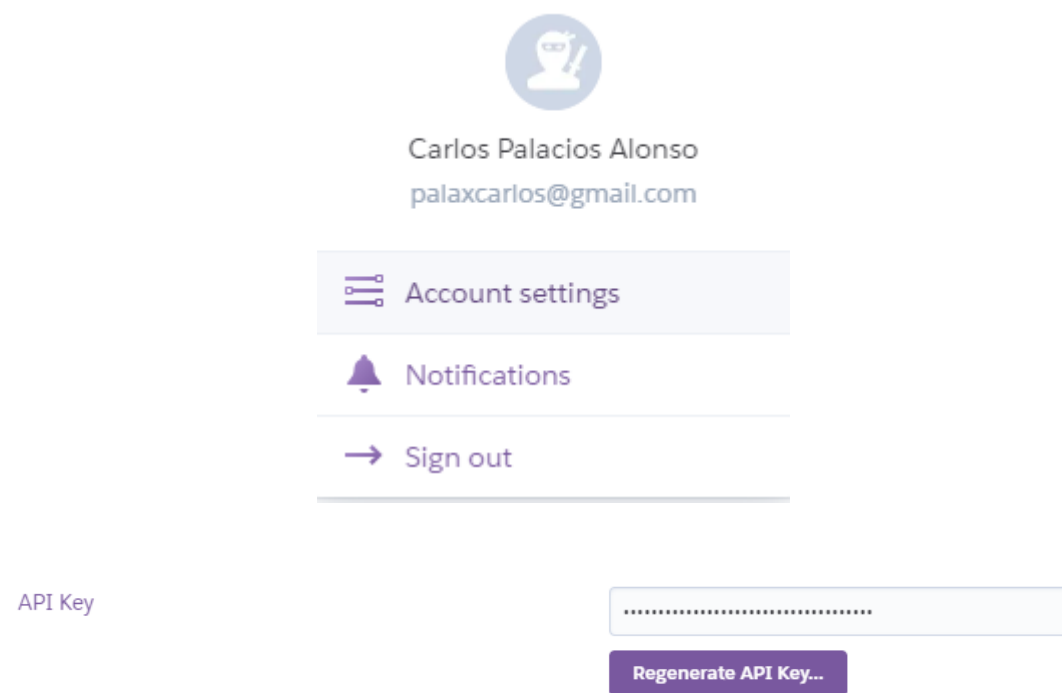 Carlos Palacios Alonso
palaxcarlos@gmail.com
Account settings
Notifications
Sign out
API Key
....................................
Regenerate API Key...